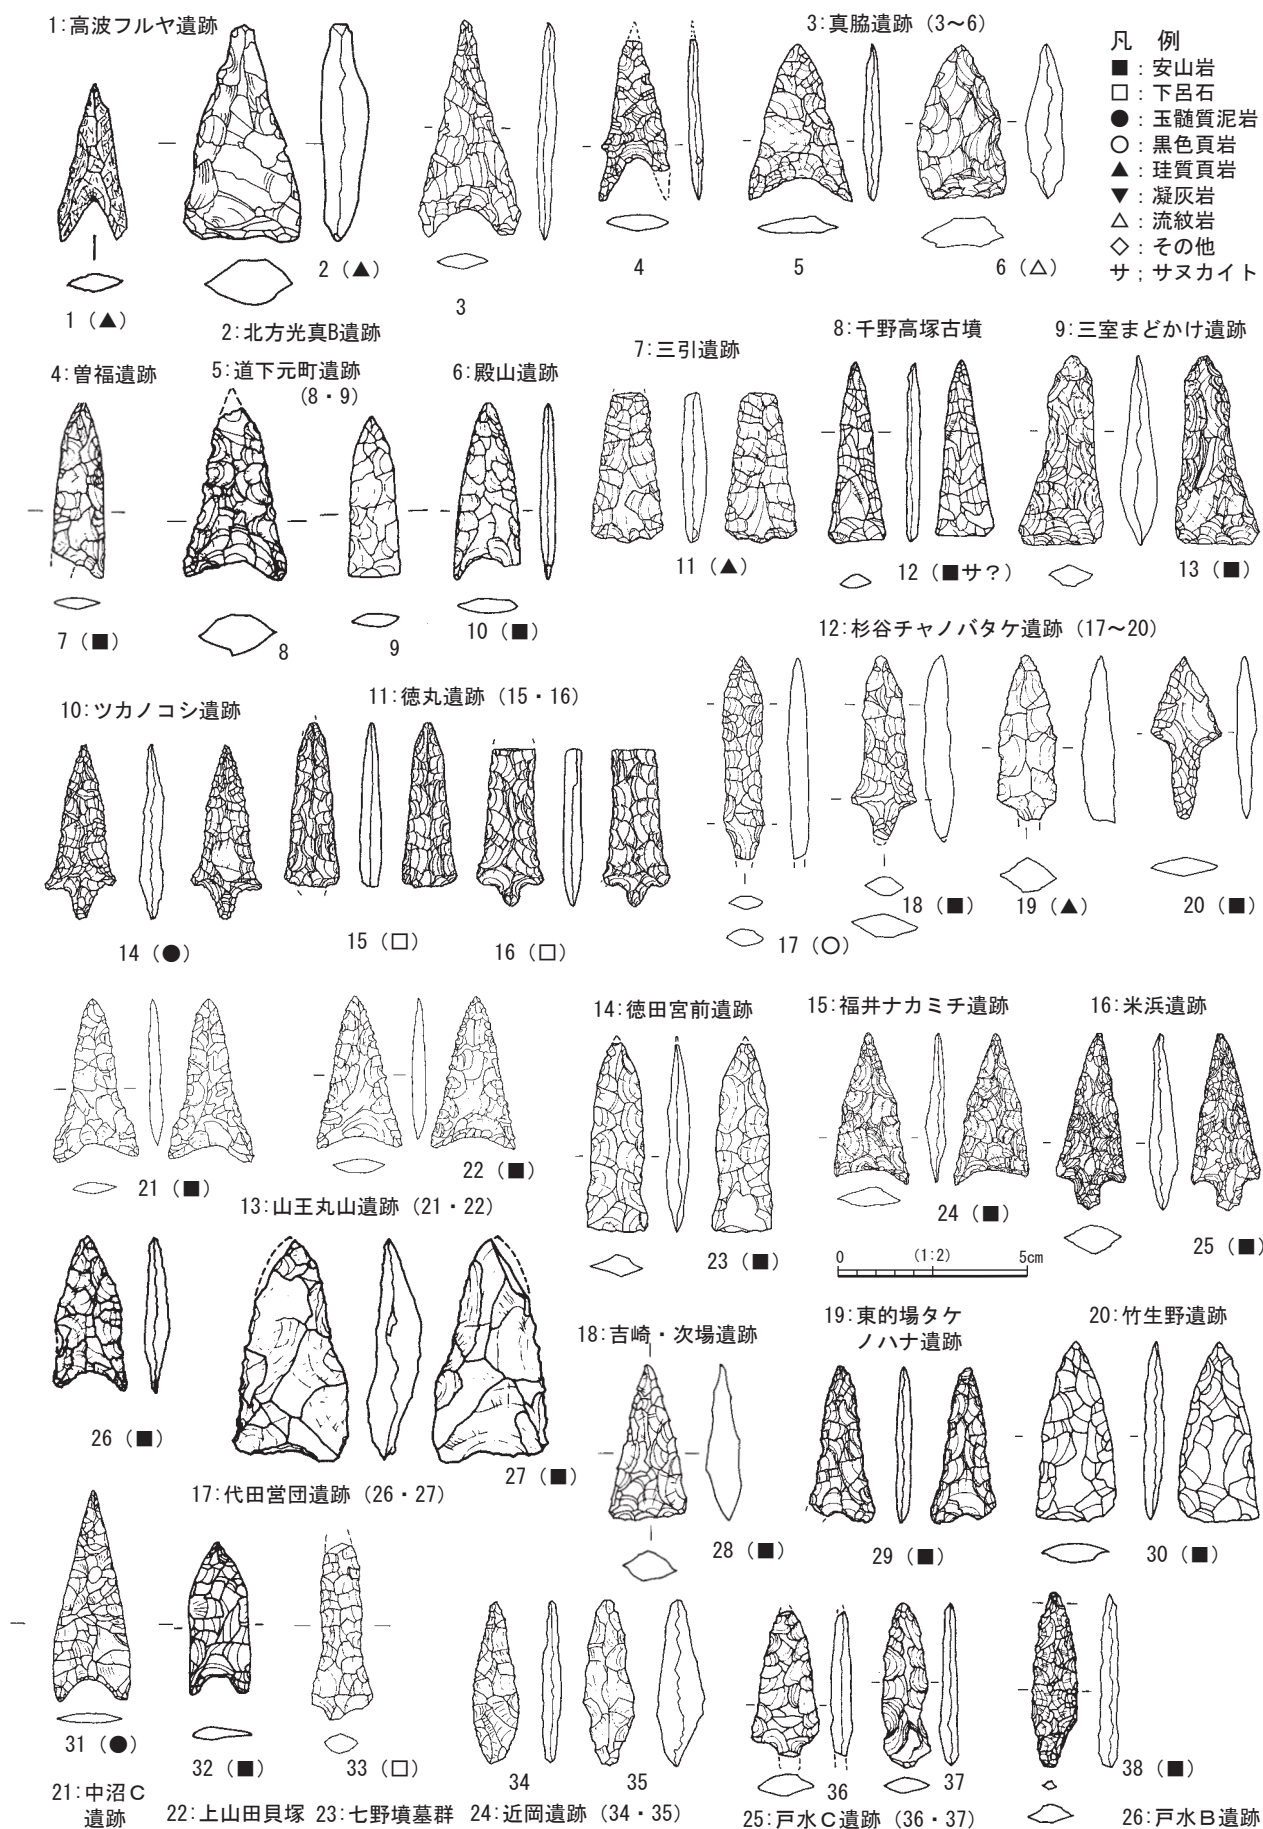 1:高波フルヤ遺跡
3:真脇遺跡（3～6）
凡　例
■：安山岩
□：下呂石
●：玉髄質泥岩
○：黒色頁岩
▲：珪質頁岩
▼：凝灰岩
△：流紋岩
◇：その他
サ；サヌカイト
1（▲）
2（▲）
3
4
5
6（△）
2:北方光真B遺跡
4:曽福遺跡
5:道下元町遺跡
（8・9）
6:殿山遺跡
7:三引遺跡
8:千野高塚古墳
9:三室まどかけ遺跡
7（■）
8
9
10（■）
11（▲）
12（■サ？）
13（■）
10:ツカノコシ遺跡
11:徳丸遺跡（15・16）
12:杉谷チャノバタケ遺跡（17～20）
14（●）
15（□）
16（□）
17（○）
18（■）
19（▲）
20（■）
14:徳田宮前遺跡
15:福井ナカミチ遺跡
16:米浜遺跡
21（■）
22（■）
13:山王丸山遺跡（21・22）
23（■）
24（■）
25（■）
0
（1:2）
5cm
26（■）
27（■）
17:代田営団遺跡（26・27）
18:吉崎・次場遺跡
19:東的場タケ
ノハナ遺跡
20:竹生野遺跡
28（■）
29（■）
30（■）
31（●）
32（■）
33（□）
34
35
36
37
38（■）
21:中沼C
遺跡
22:上山田貝塚
23:七野墳墓群
24:近岡遺跡（34・35）
25:戸水C遺跡（36・37）
26:戸水B遺跡